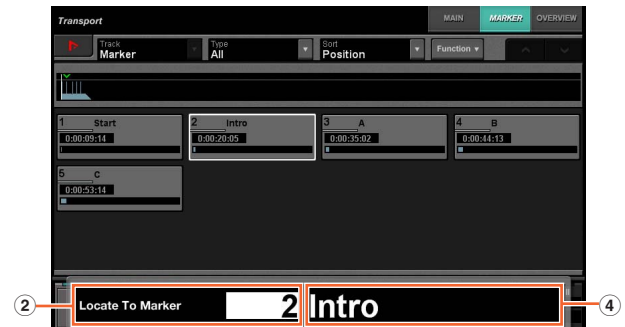 Transport
MAIN
MARKER
OVERVIEW
Track
Marker
Type
All
Sort
Position
Function
1 Start
0:00:09:14
2 Intro
0:00:20:05
3 A
0:00:35:02
4 B
0:00:44:13
5 C
0:00:53:14
2
Locate To Marker 2 Intro
4